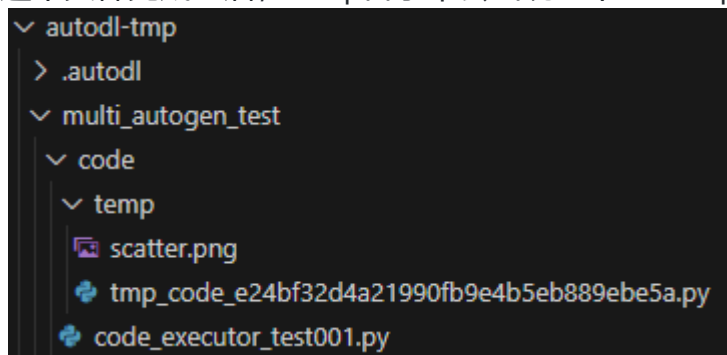 autodl-tmp
.autodl
multi_autogen_test
code
temp
scatter.png
tmp_code_e24bf32d4a21990fb9e4b5eb889ebe5a.py
code_executor_test001.py